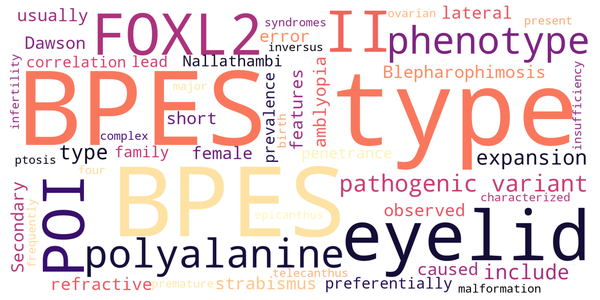 usually
FOXL2
syndromes
error
inversus
II
ovarian
present
lateral
phenotype
Dawson
correlation
lead
Nallathambi
Blepharophimosis
infertility
BPES
major
short
prevalence
birth
features
amblyopia
type
insufficiency
ptosis
complex
type
family
female
penetrance
expansion
four
Secondary
frequently
POI
BPES
epicanthus
pathogenic variant
characterized
observed
eyelid
polyalanine
caused
include
telecanthus
refractive
premature
strabismus
preferentially
malformation